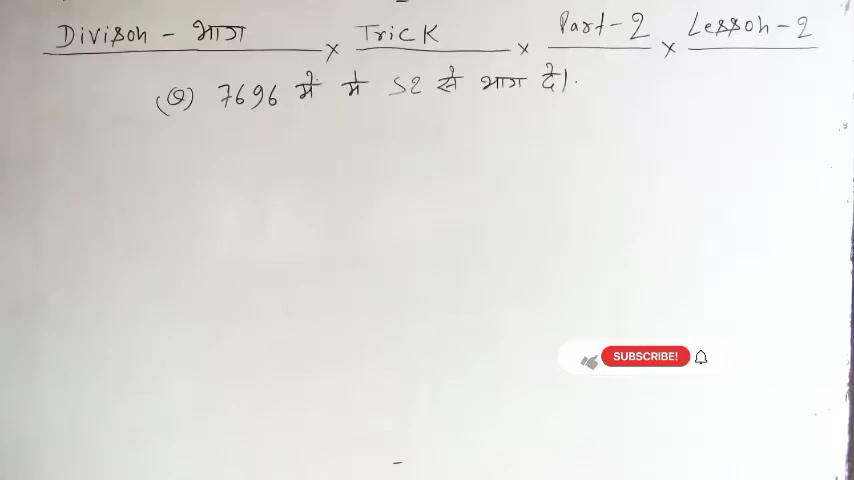 Divison - भाग × Trick × Part-2 × Lesson-2
(Q) 7696 में मे 52 से भाग दे।
SUBSCRIBE!